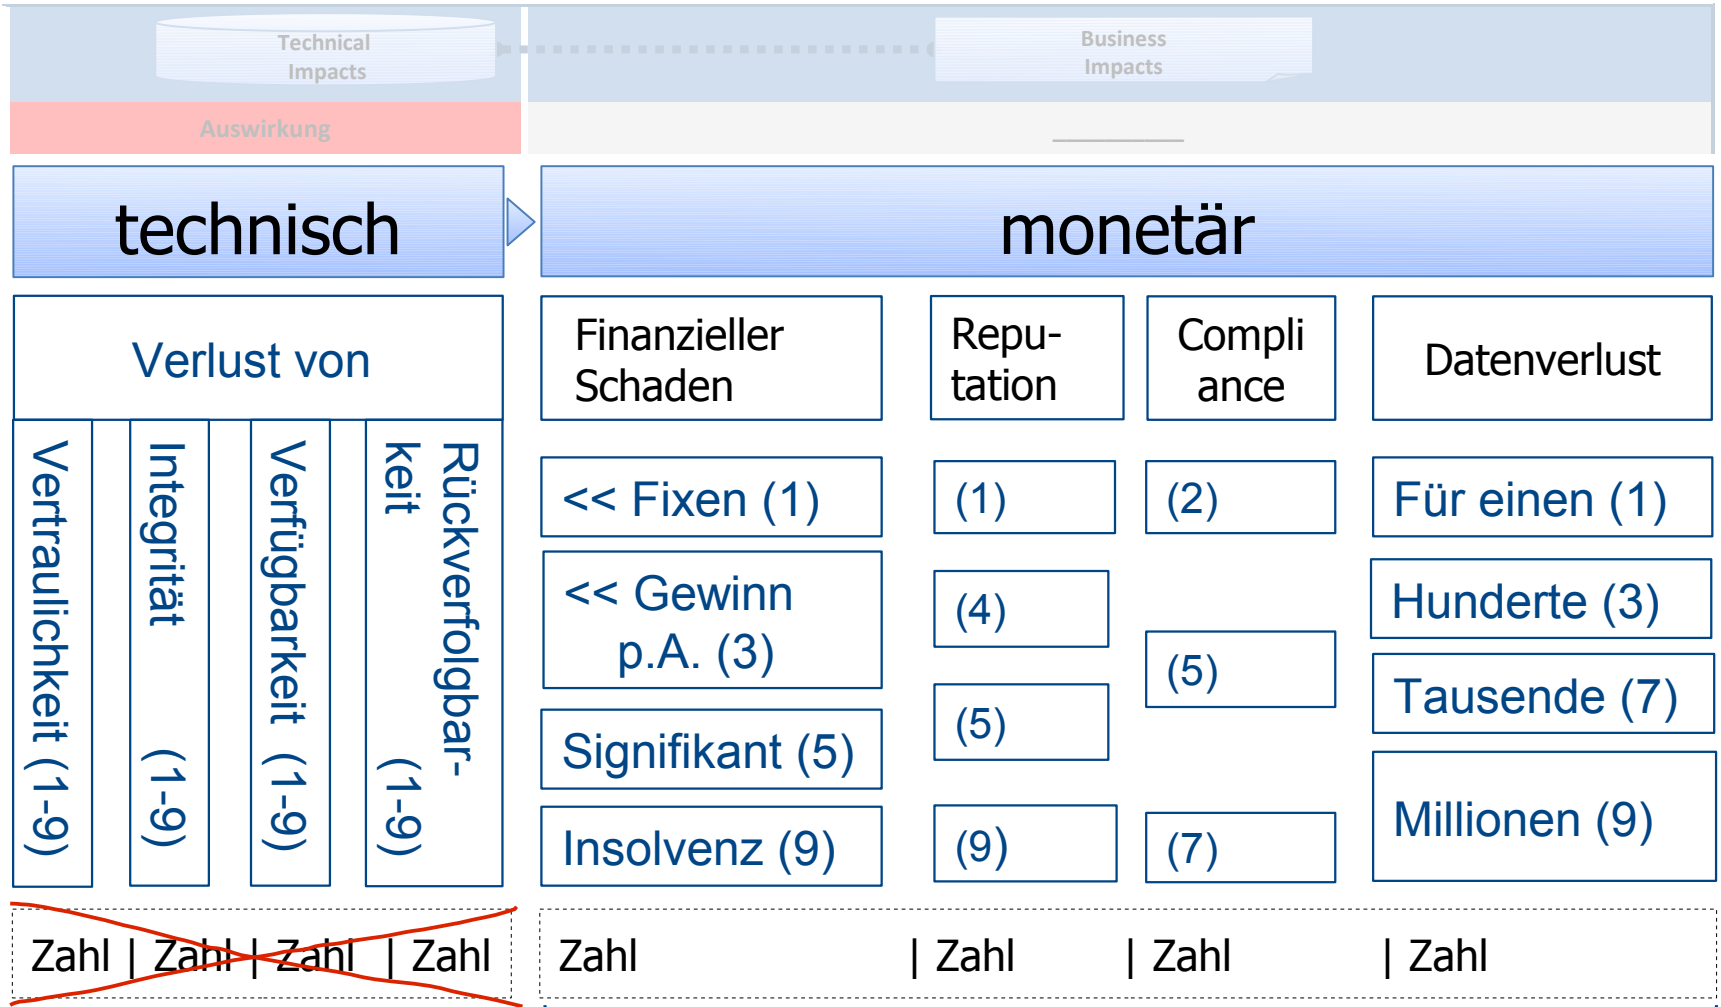 Technical
Impacts
Business
Impacts
Auswirkung
technisch
monetär
Verlust von
Vertraulichkeit (1-9)
Integrität (1-9)
Verfügbarkeit (1-9)
Rückverfolgbar-
keit (1-9)
Finanzieller
Schaden
Repu-
tation
Compli
ance
Datenverlust
<< Fixen (1)
(1)
(2)
Für einen (1)
<< Gewinn
p.A. (3)
(4)
(5)
Hunderte (3)
Signifikant (5)
(5)
Tausende (7)
Insolvenz (9)
(9)
(7)
Millionen (9)
Zahl | Zahl | Zahl | Zahl
Zahl | Zahl | Zahl | Zahl